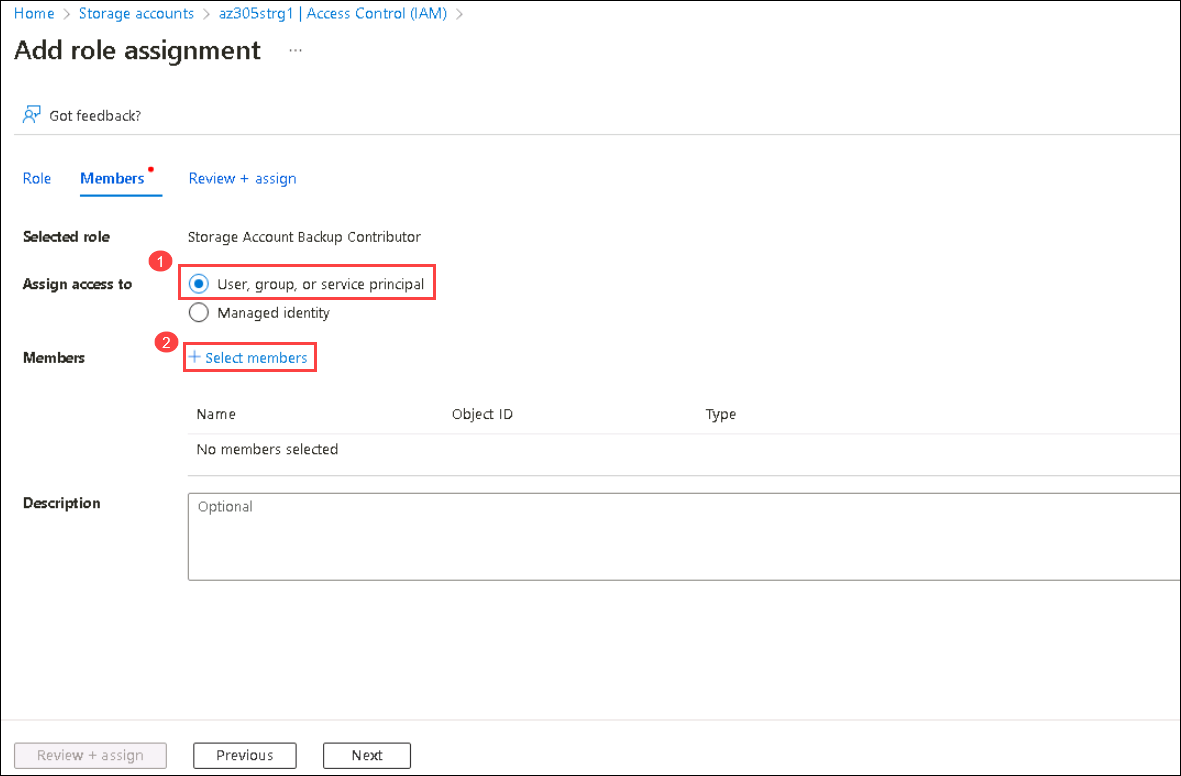 Home > Storage accounts > az305strg1 | Access Control (IAM) >
Add role assignment ...
Got feedback?
Role Members Review + assign
Selected role Storage Account Backup Contributor
1
Assign access to User, group, or service principal
Managed identity
2
Members + Select members
Name Object ID Type
No members selected
Description Optional
Review + assign Previous Next